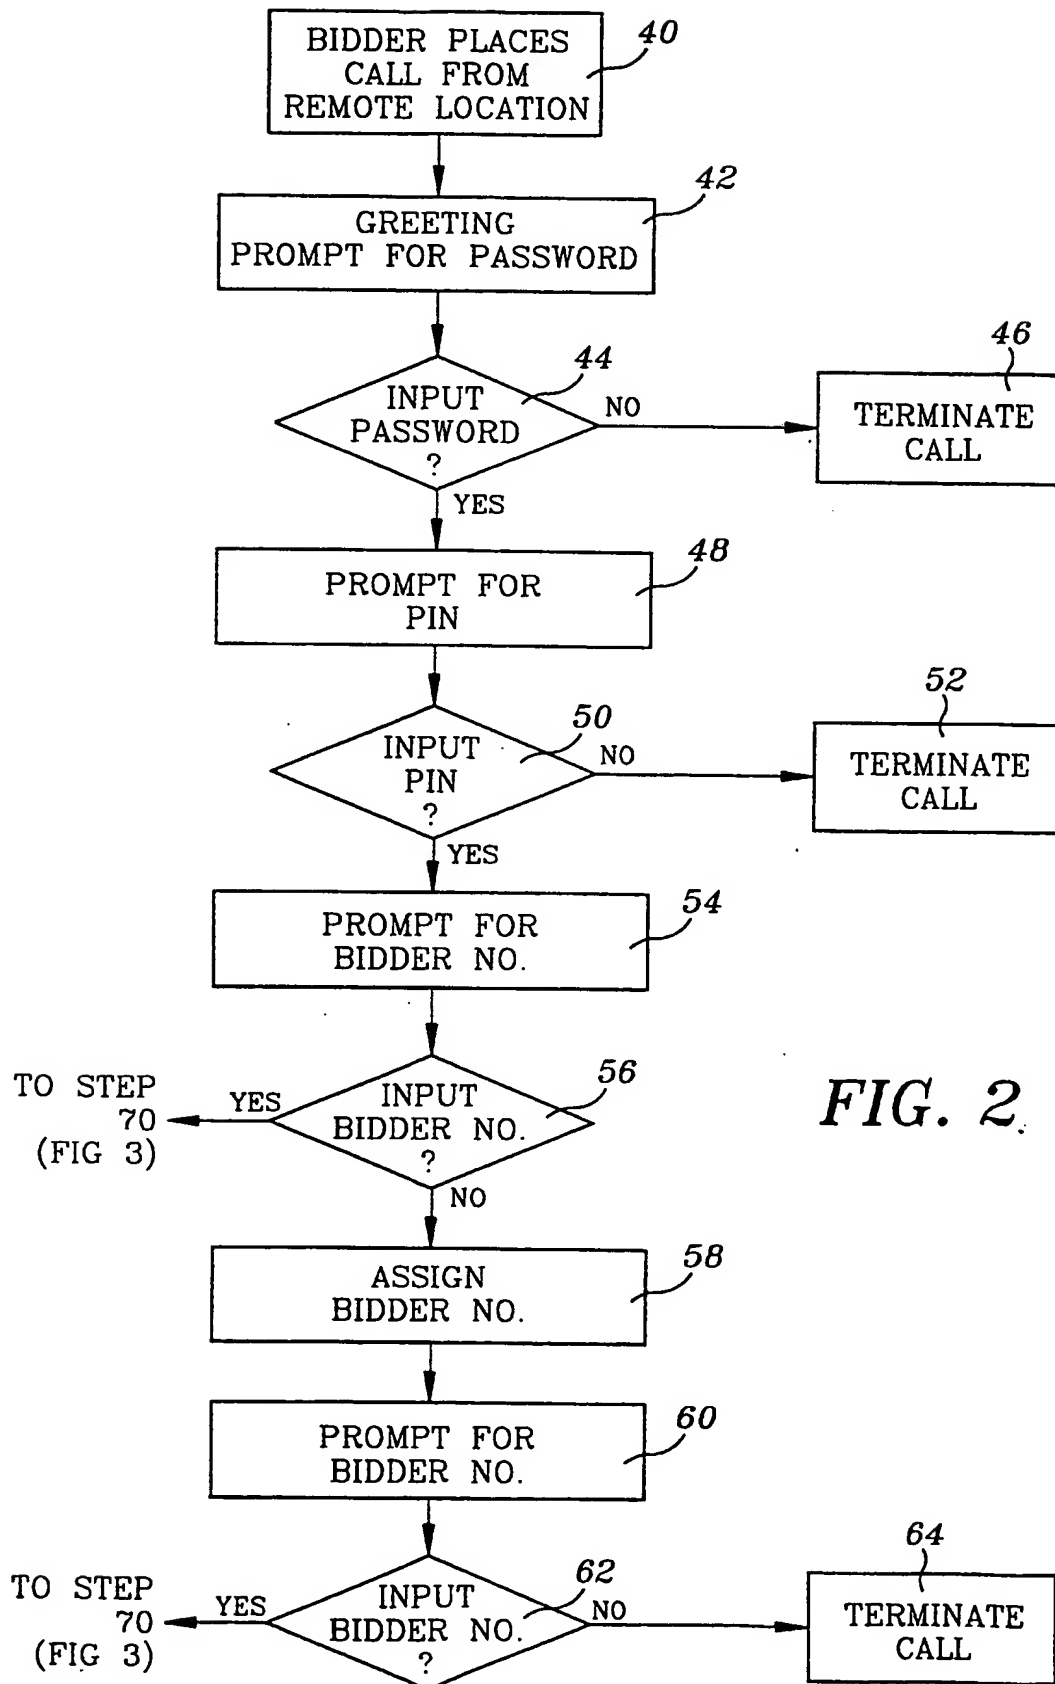 BIDDER PLACES
CALL FROM
REMOTE LOCATION
40
GREETING
PROMPT FOR PASSWORD
42
INPUT
PASSWORD
?
44
NO
46
TERMINATE
CALL
YES
PROMPT FOR
PIN
48
INPUT
PIN
?
50
NO
52
TERMINATE
CALL
YES
PROMPT FOR
BIDDER NO.
54
INPUT
BIDDER NO.
?
56
YES
TO STEP
70
(FIG 3)
NO
FIG. 2
ASSIGN
BIDDER NO.
58
PROMPT FOR
BIDDER NO.
60
INPUT
BIDDER NO.
?
62
YES
TO STEP
70
(FIG 3)
NO
64
TERMINATE
CALL